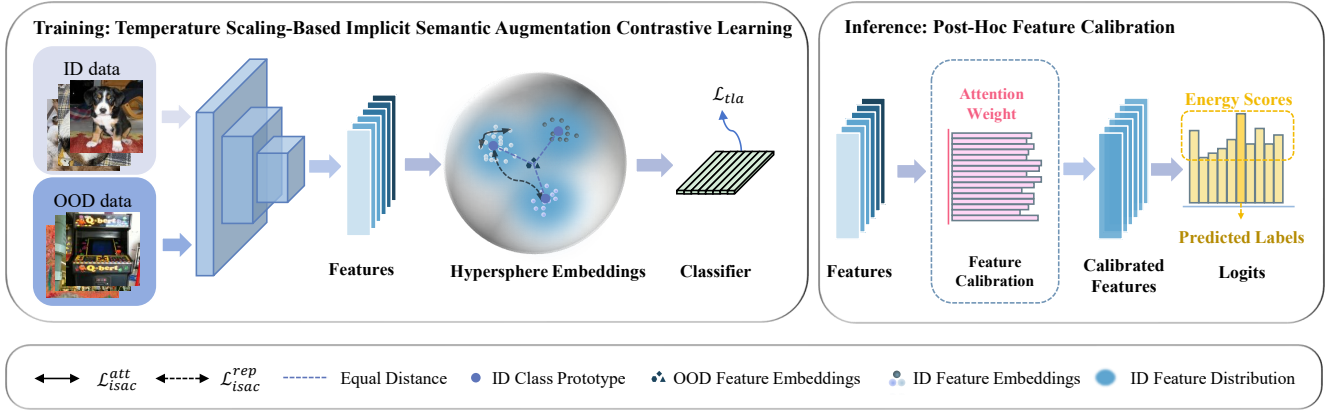 Training: Temperature Scaling-Based Implicit Semantic Augmentation Contrastive Learning
ID data
OOD data
Q*bert
Q*bert
Features
Hypersphere Embeddings
ℒ_tla
Classifier
Inference: Post-Hoc Feature Calibration
Features
Attention
Weight
Feature
Calibration
Calibrated
Features
Energy Scores
Predicted Labels
Logits
ℒ_isac^att
ℒ_isac^rep
Equal Distance
ID Class Prototype
OOD Feature Embeddings
ID Feature Embeddings
ID Feature Distribution